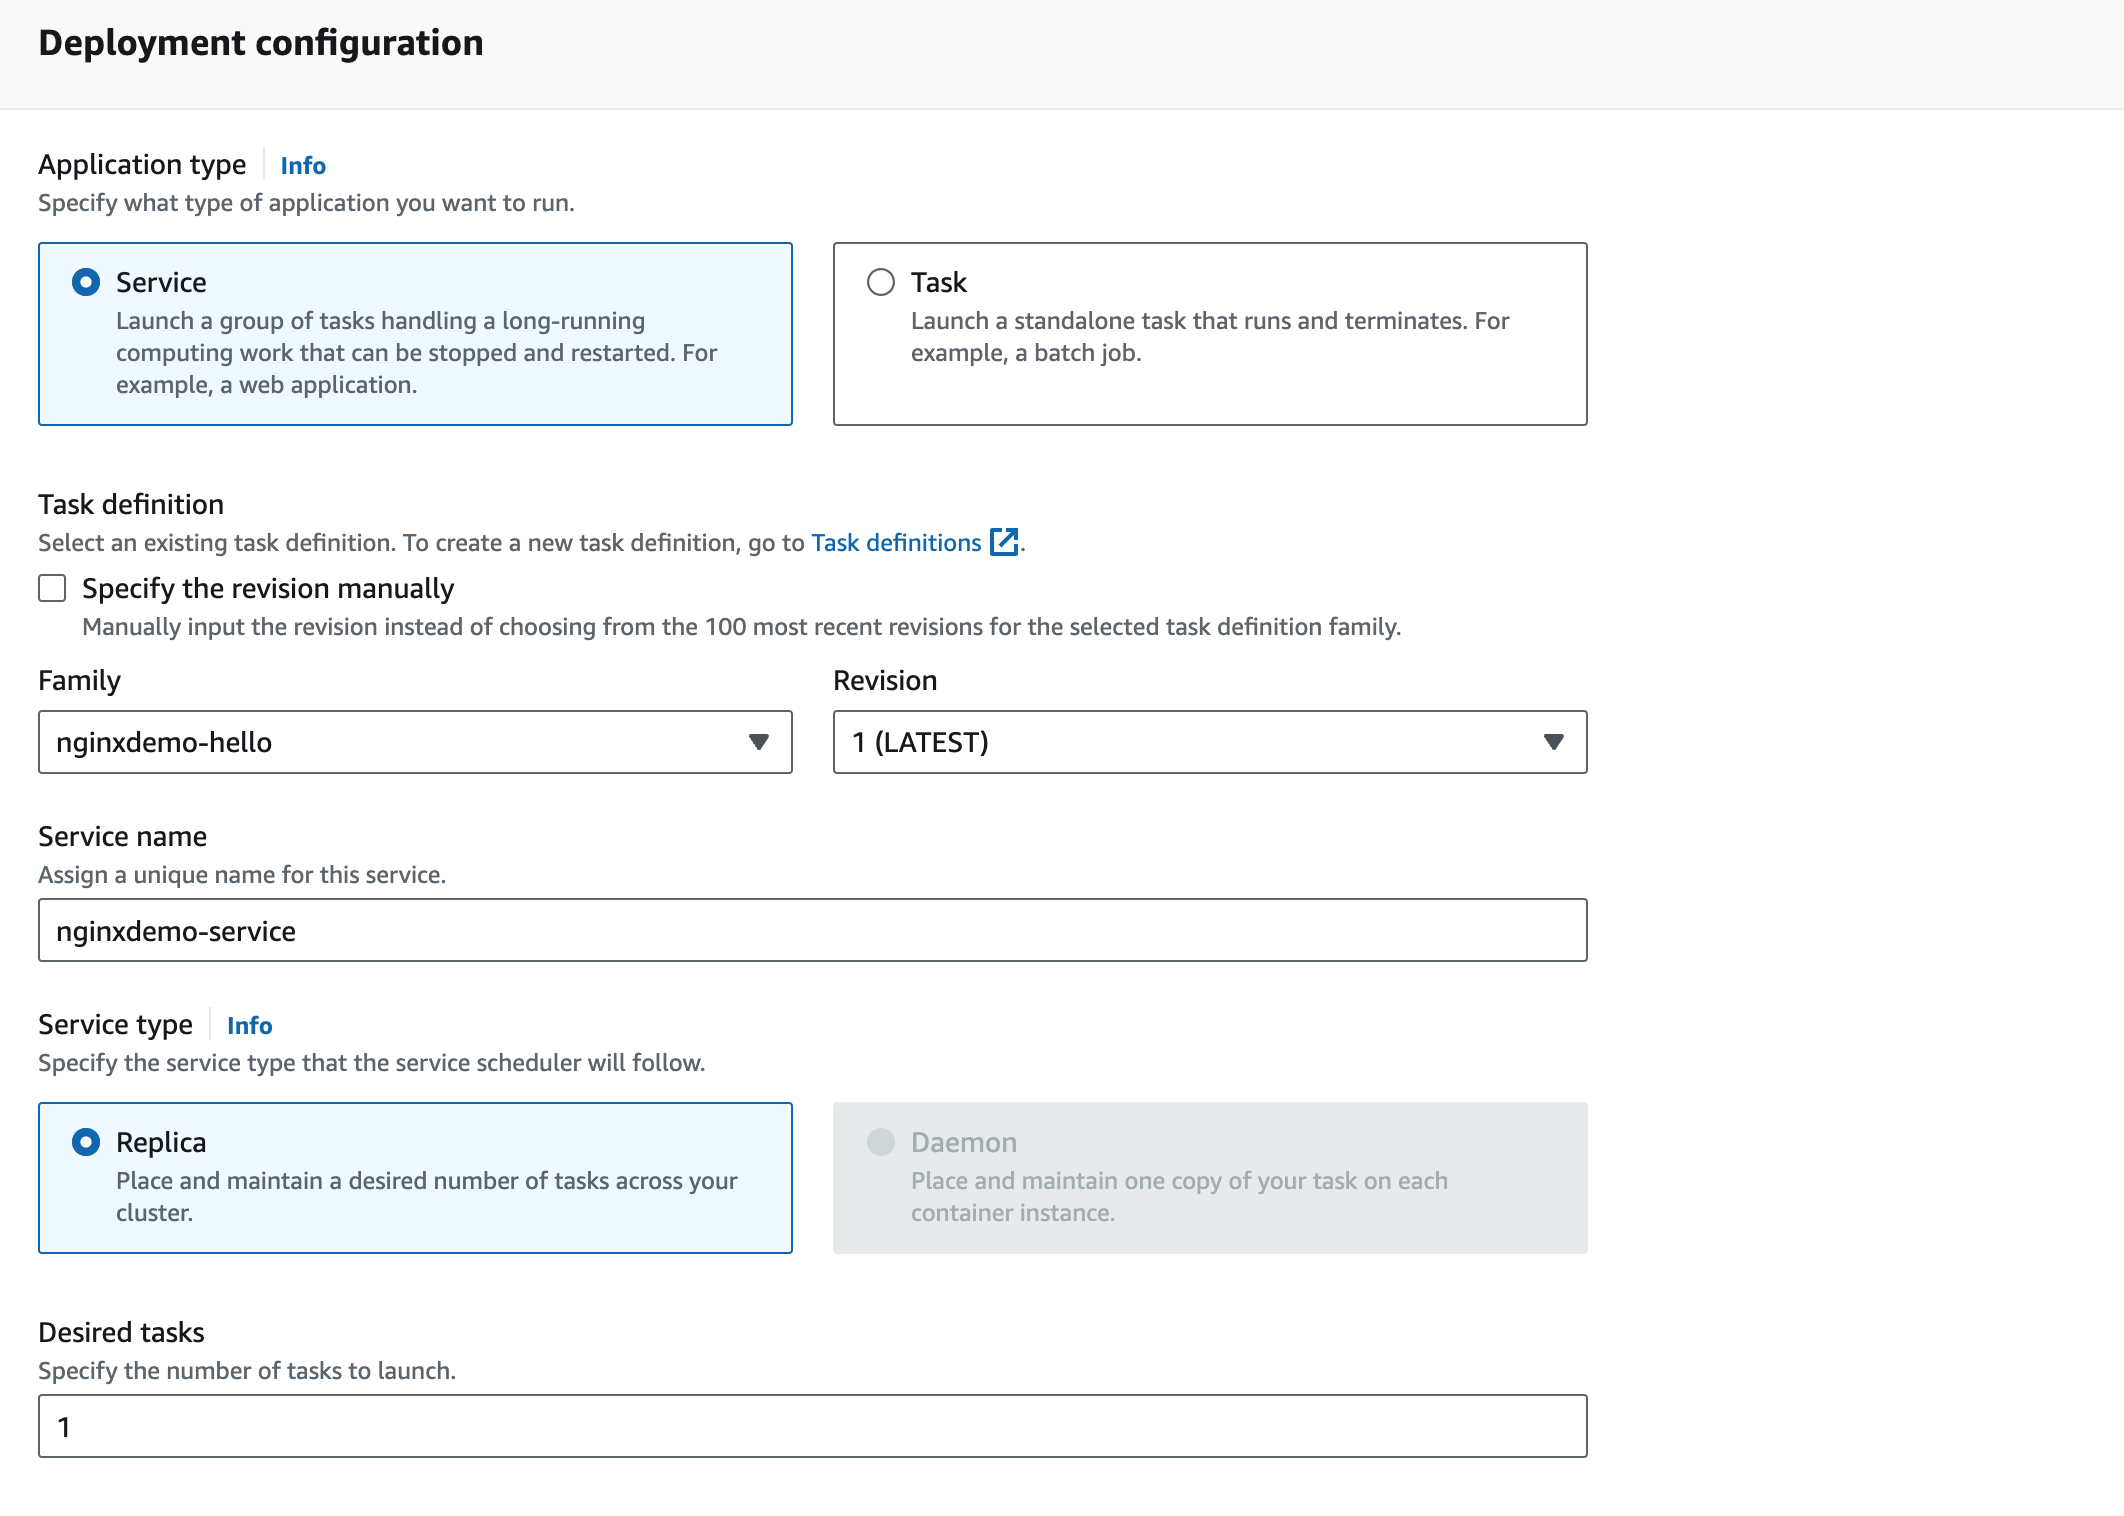 Deployment configuration
Application type Info
Specify what type of application you want to run.
Service
Launch a group of tasks handling a long-running
computing work that can be stopped and restarted. For
example, a web application.
Task
Launch a standalone task that runs and terminates. For
example, a batch job.
Task definition
Select an existing task definition. To create a new task definition, go to Task definitions .
Specify the revision manually
Manually input the revision instead of choosing from the 100 most recent revisions for the selected task definition family.
Family
nginxdemo-hello
Revision
1 (LATEST)
Service name
Assign a unique name for this service.
nginxdemo-service
Service type Info
Specify the service type that the service scheduler will follow.
Replica
Place and maintain a desired number of tasks across your
cluster.
Daemon
Place and maintain one copy of your task on each
container instance.
Desired tasks
Specify the number of tasks to launch.
1